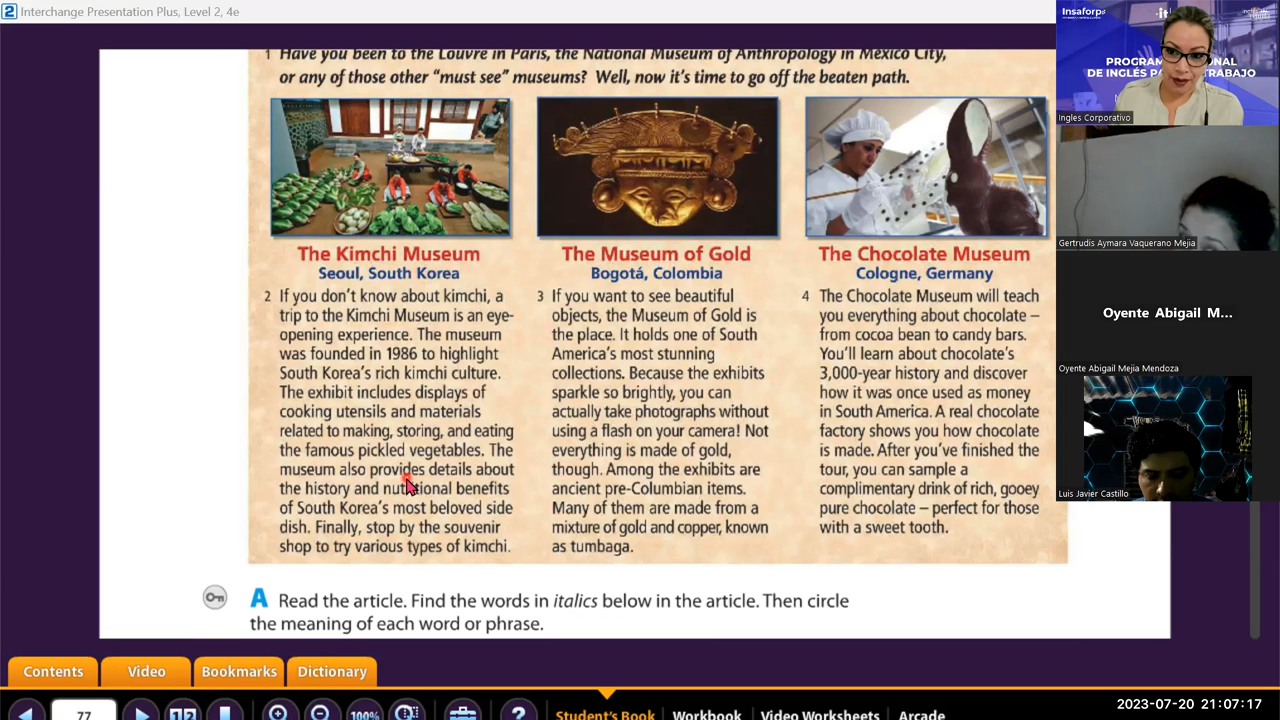 Interchange Presentation Plus, Level 2, 4e
1 Have you been to the Louvre in Paris, the National Museum of Anthropology in Mexico City,
or any of those other “must see” museums? Well, now it’s time to go off the beaten path.
The Kimchi Museum
Seoul, South Korea
2 If you don’t know about kimchi, a
trip to the Kimchi Museum is an eye-
opening experience. The museum
was founded in 1986 to highlight
South Korea’s rich kimchi culture.
The exhibit includes displays of
cooking utensils and materials
related to making, storing, and eating
the famous pickled vegetables. The
museum also provides details about
the history and nutritional benefits
of South Korea’s most beloved side
dish. Finally, stop by the souvenir
shop to try various types of kimchi.
The Museum of Gold
Bogotá, Colombia
3 If you want to see beautiful
objects, the Museum of Gold is
the place. It holds one of South
America’s most stunning
collections. Because the exhibits
sparkle so brightly, you can
actually take photographs without
using a flash on your camera! Not
everything is made of gold,
though. Among the exhibits are
ancient pre-Columbian items.
Many of them are made from a
mixture of gold and copper, known
as tumbaga.
The Chocolate Museum
Cologne, Germany
4 The Chocolate Museum will teach
you everything about chocolate –
from cocoa bean to candy bars.
You’ll learn about chocolate’s
3,000-year history and discover
how it was once used as money
in South America. A real chocolate
factory shows you how chocolate
is made. After you’ve finished the
tour, you can sample a
complimentary drink of rich, gooey
pure chocolate – perfect for those
with a sweet tooth.
A Read the article. Find the words in italics below in the article. Then circle
the meaning of each word or phrase.
Contents
Video
Bookmarks
Dictionary
77
1 2
100%
?
Student's Book
Workbook
Video Worksheets
Arcade
Insaforp
Ingles Corporativo
Gertrudis Aymara Vaquerano Mejia
Oyente Abigail M...
Oyente Abigail Mejia Mendoza
Luis Javier Castillo
2023-07-20 21:07:17